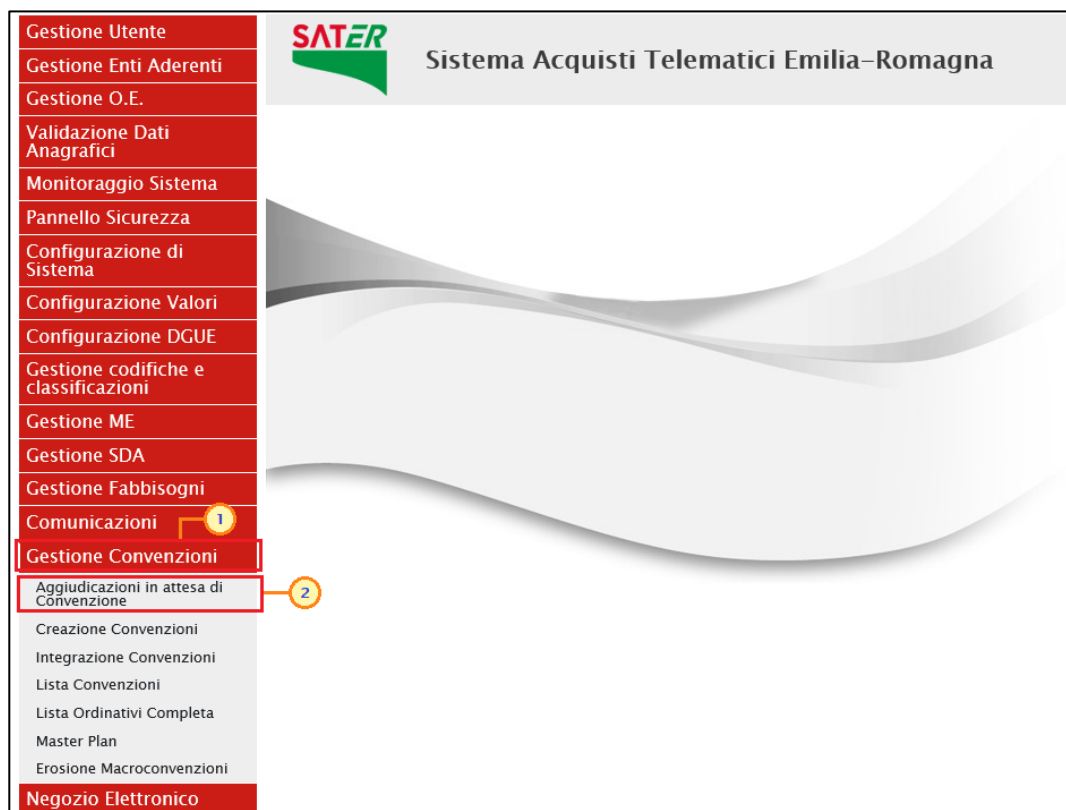 Gestione Utente
Gestione Enti Aderenti
Gestione O.E.
Validazione Dati
Anagrafici
Monitoraggio Sistema
Pannello Sicurezza
Configurazione di
Sistema
Configurazione Valori
Configurazione DGUE
Gestione codifiche e
classificazioni
Gestione ME
Gestione SDA
Gestione Fabbisogni
Comunicazioni
1
Gestione Convenzioni
Aggiudicazioni in attesa di
Convenzione
2
Creazione Convenzioni
Integrazione Convenzioni
Lista Convenzioni
Lista Ordinativi Completa
Master Plan
Erosione Macroconvenzioni
Negozio Elettronico
SATER
Sistema Acquisti Telematici Emilia-Romagna